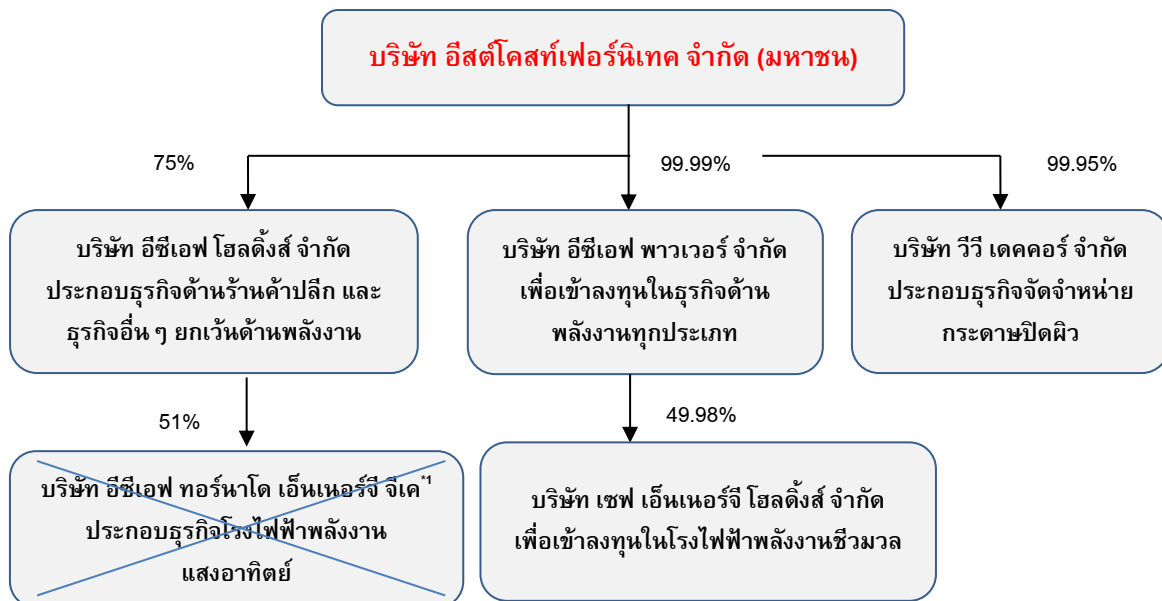 บริษัท อีสต์โคสท์เฟอร์นิเทค จำกัด (มหาชน)
75%
99.99%
99.95%
บริษัท อีซีเอฟ โฮลดิ้งส์ จำกัด
ประกอบธุรกิจด้านร้านค้าปลีก และ
ธุรกิจอื่น ๆ ยกเว้นด้านพลังงาน
บริษัท อีซีเอฟ พาวเวอร์ จำกัด
เพื่อเข้าลงทุนในธุรกิจด้าน
พลังงานทุกประเภท
บริษัท วีวี เดคคอร์ จำกัด
ประกอบธุรกิจจัดจำหน่าย
กระดาษปิดผิว
51%
49.98%
บริษัท อีซีเอฟ ทอร์นาโด เอ็นเนอร์จี จีเค*1
ประกอบธุรกิจโรงไฟฟ้าพลังงาน
แสงอาทิตย์
บริษัท เซฟ เอ็นเนอร์จี โฮลดิ้งส์ จำกัด
เพื่อเข้าลงทุนในโรงไฟฟ้าพลังงานชีวมวล